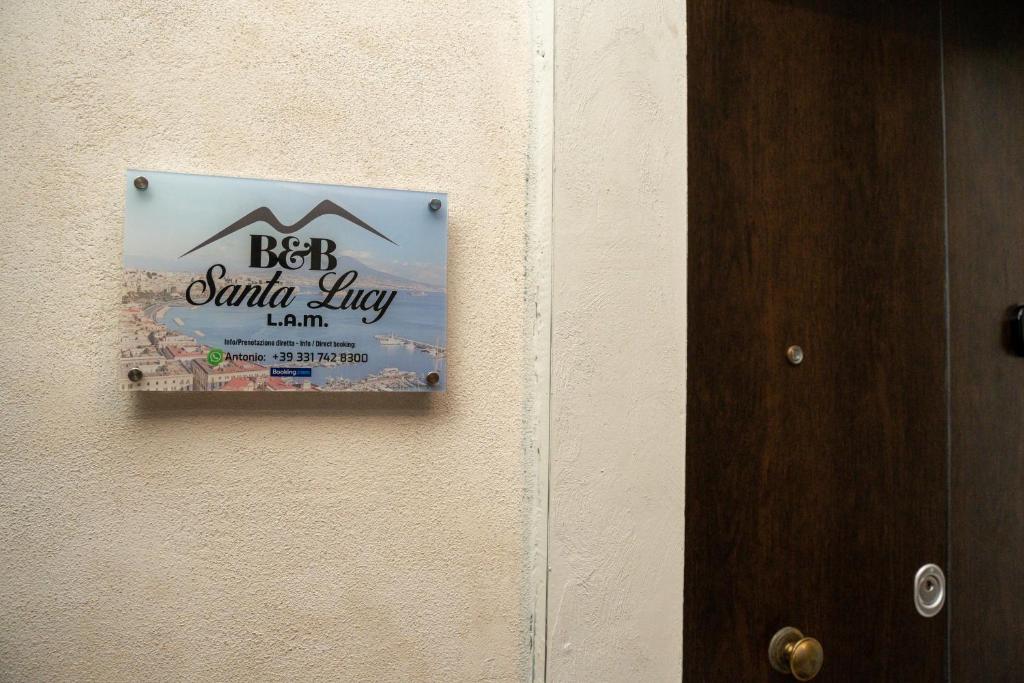 B&B
Santa Lucy
L.A.M.
Info/Prenotazione diretta - Info / Direct booking:
Antonio: +39 331 742 8300
Booking.com